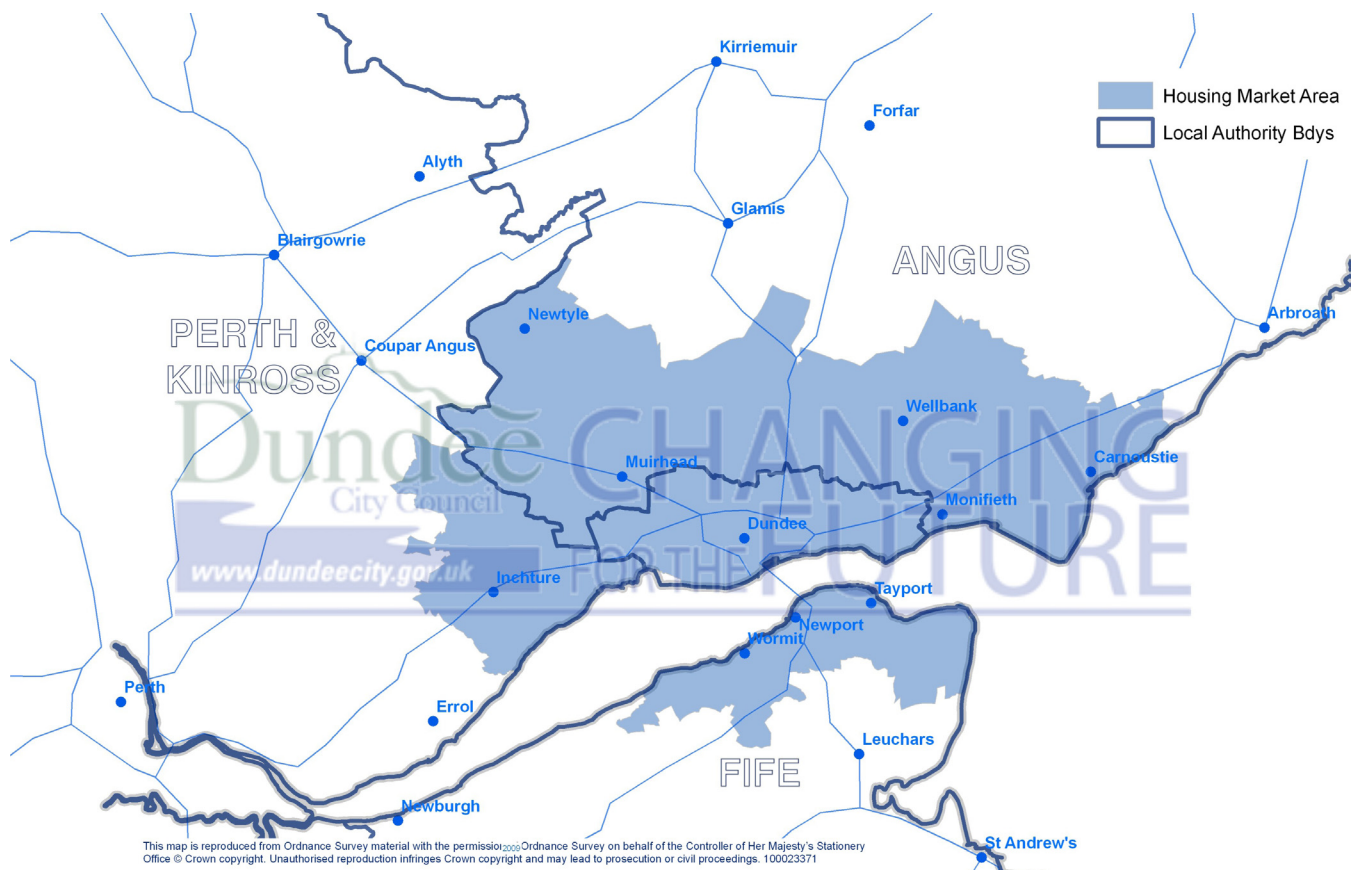 Kirriemuir
Housing Market Area
Forfar
Local Authority Bdys
Alyth
Glamis
Blairgowrie
ANGUS
Newtyle
Arbroath
PERTH &
KINROSS
Coupar Angus
Wellbank
Dundee
City Council
CHANGING
FOR THE FUTURE
www.dundeecity.gov.uk
Muirhead
Carnoustie
Monifieth
Dundee
Inchture
Tayport
Newport
Wormit
Perth
Errol
Leuchars
FIFE
Newburgh
St Andrew's
This map is reproduced from Ordnance Survey material with the permission 2009 Ordnance Survey on behalf of the Controller of Her Majesty's Stationery
Office © Crown copyright. Unauthorised reproduction infringes Crown copyright and may lead to prosecution or civil proceedings. 100023371